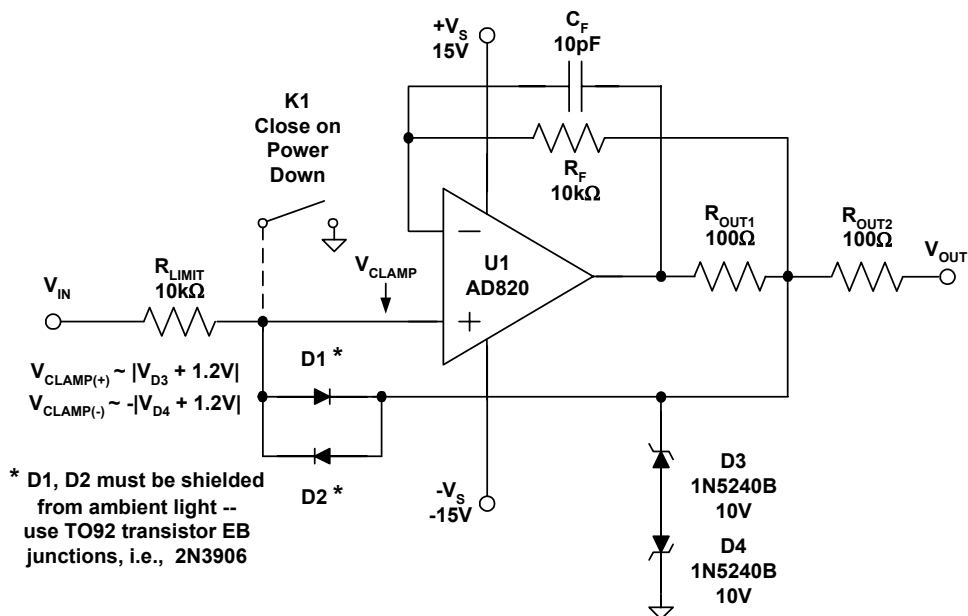 C_F
10pF
+V_S
15V
K1
Close on
Power
Down
R_F
10kΩ
R_OUT1
100Ω
R_OUT2
100Ω
V_OUT
V_IN
R_LIMIT
10kΩ
V_CLAMP
−
U1
AD820
+
D1 *
V_CLAMP(+) ~ |V_D3 + 1.2V|
V_CLAMP(-) ~ -|V_D4 + 1.2V|
D2 *
* D1, D2 must be shielded
from ambient light --
use TO92 transistor EB
junctions, i.e., 2N3906
-V_S
-15V
D3
1N5240B
10V
D4
1N5240B
10V